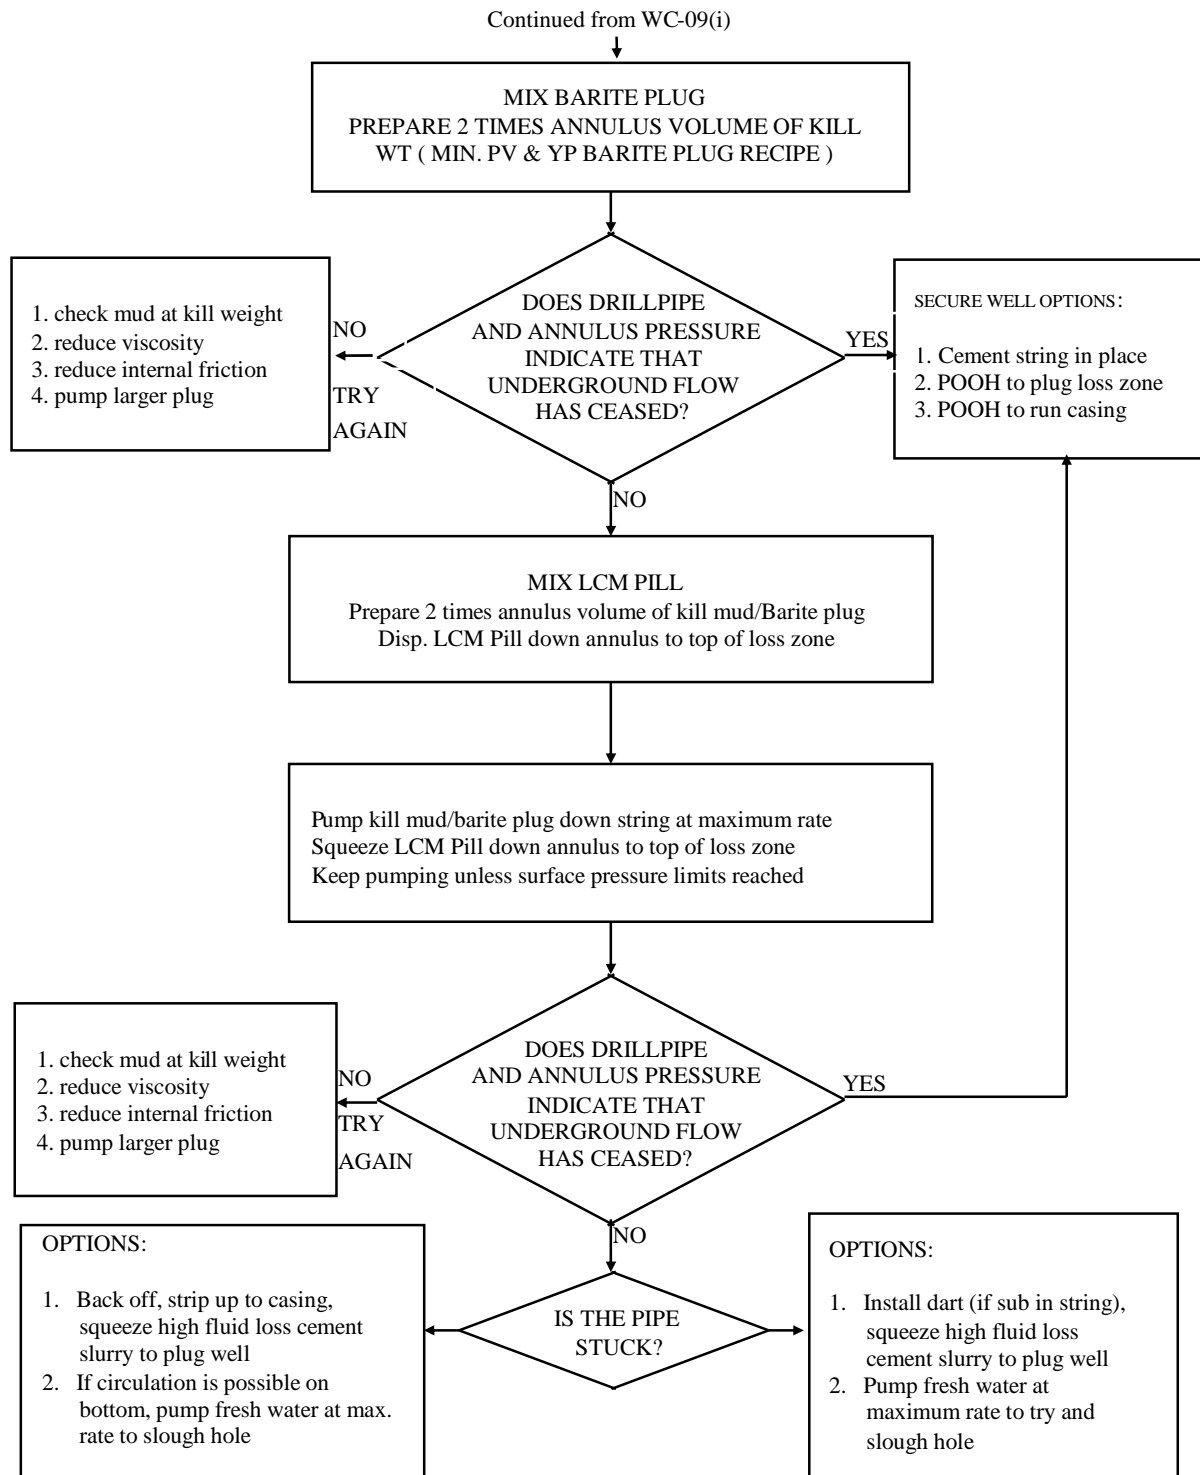 Continued from WC-09(i)
MIX BARITE PLUG
PREPARE 2 TIMES ANNULUS VOLUME OF KILL
WT ( MIN. PV & YP BARITE PLUG RECIPE )
DOES DRILLPIPE
AND ANNULUS PRESSURE
INDICATE THAT
UNDERGROUND FLOW
HAS CEASED?
NO
TRY
AGAIN
1. check mud at kill weight
2. reduce viscosity
3. reduce internal friction
4. pump larger plug
YES
SECURE WELL OPTIONS:
1. Cement string in place
2. POOH to plug loss zone
3. POOH to run casing
NO
MIX LCM PILL
Prepare 2 times annulus volume of kill mud/Barite plug
Disp. LCM Pill down annulus to top of loss zone
Pump kill mud/barite plug down string at maximum rate
Squeeze LCM Pill down annulus to top of loss zone
Keep pumping unless surface pressure limits reached
DOES DRILLPIPE
AND ANNULUS PRESSURE
INDICATE THAT
UNDERGROUND FLOW
HAS CEASED?
NO
TRY
AGAIN
1. check mud at kill weight
2. reduce viscosity
3. reduce internal friction
4. pump larger plug
YES
NO
IS THE PIPE
STUCK?
OPTIONS:
1. Back off, strip up to casing,
squeeze high fluid loss cement
slurry to plug well
2. If circulation is possible on
bottom, pump fresh water at max.
rate to slough hole
OPTIONS:
1. Install dart (if sub in string),
squeeze high fluid loss
cement slurry to plug well
2. Pump fresh water at
maximum rate to try and
slough hole